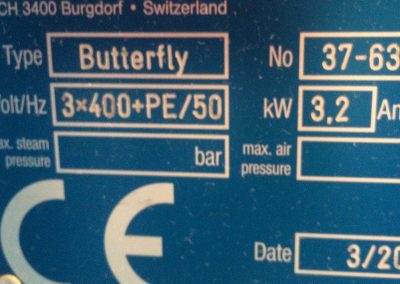 CH 3400 Burgdorf • Switzerland
Type Butterfly No 37-63
Volt/Hz 3×400+PE/50 kW 3,2 Am
max. steam pressure bar max. air pressure
CE
Date 3/20